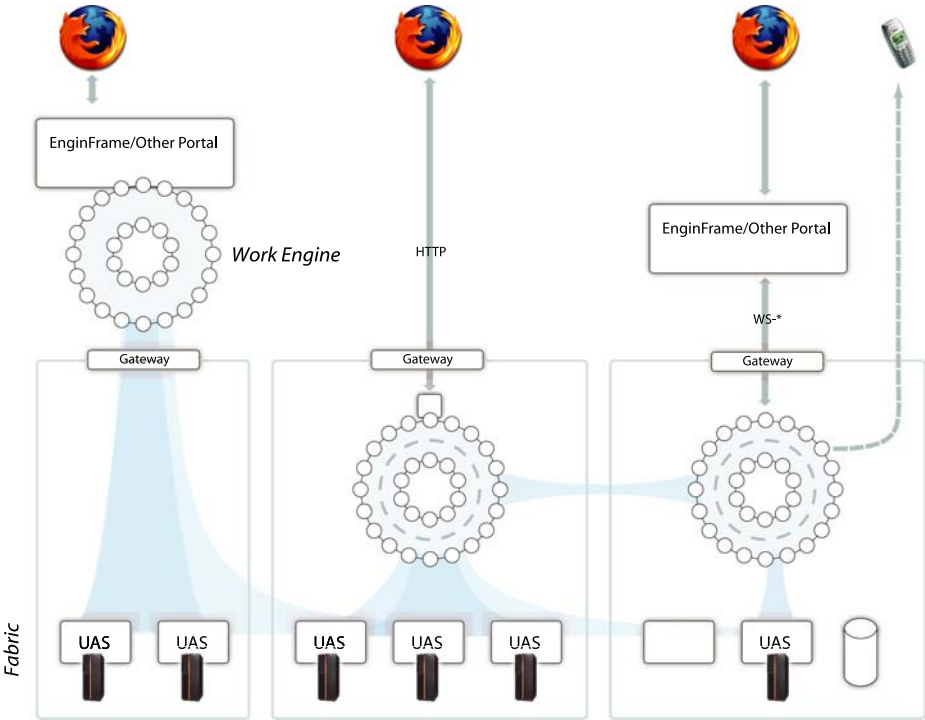 EnginFrame/Other Portal
Work Engine
HTTP
EnginFrame/Other Portal
WS-*
Gateway
Gateway
Gateway
Fabric
UAS
UAS
UAS
UAS
UAS
UAS